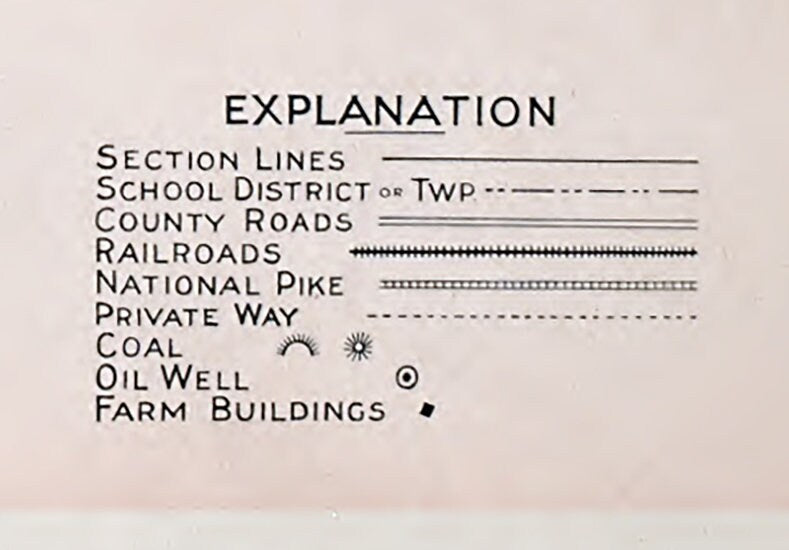 EXPLANATION
SECTION LINES
SCHOOL DISTRICT OR TWP.
COUNTY ROADS
RAILROADS
NATIONAL PIKE
PRIVATE WAY
COAL
OIL WELL
FARM BUILDINGS